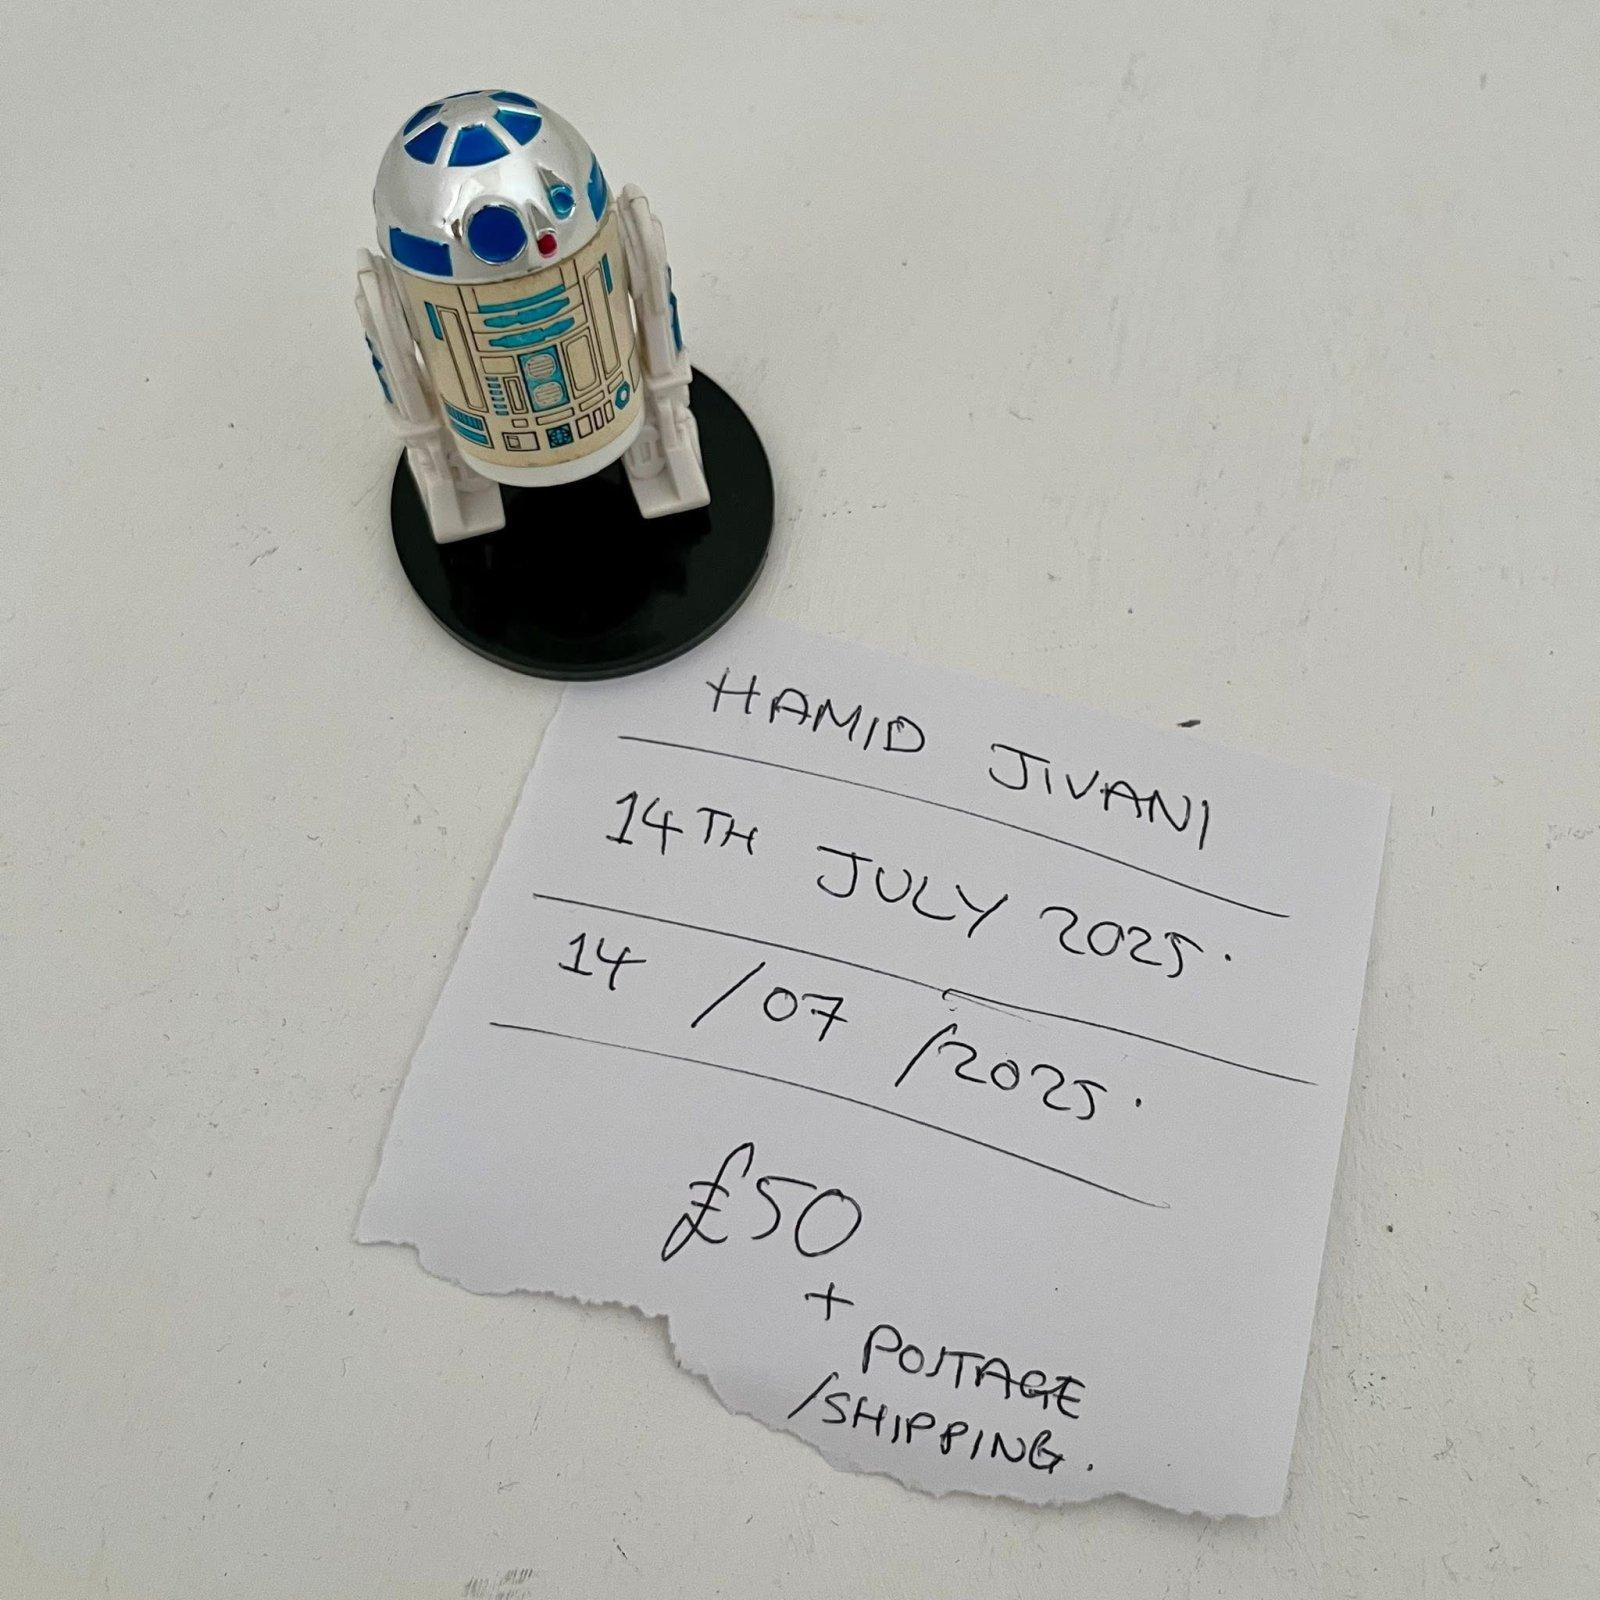 HAMID JIVANI
14TH JULY 2025.
14 / 07 / 2025.
£50
+
POSTAGE
/SHIPPING.